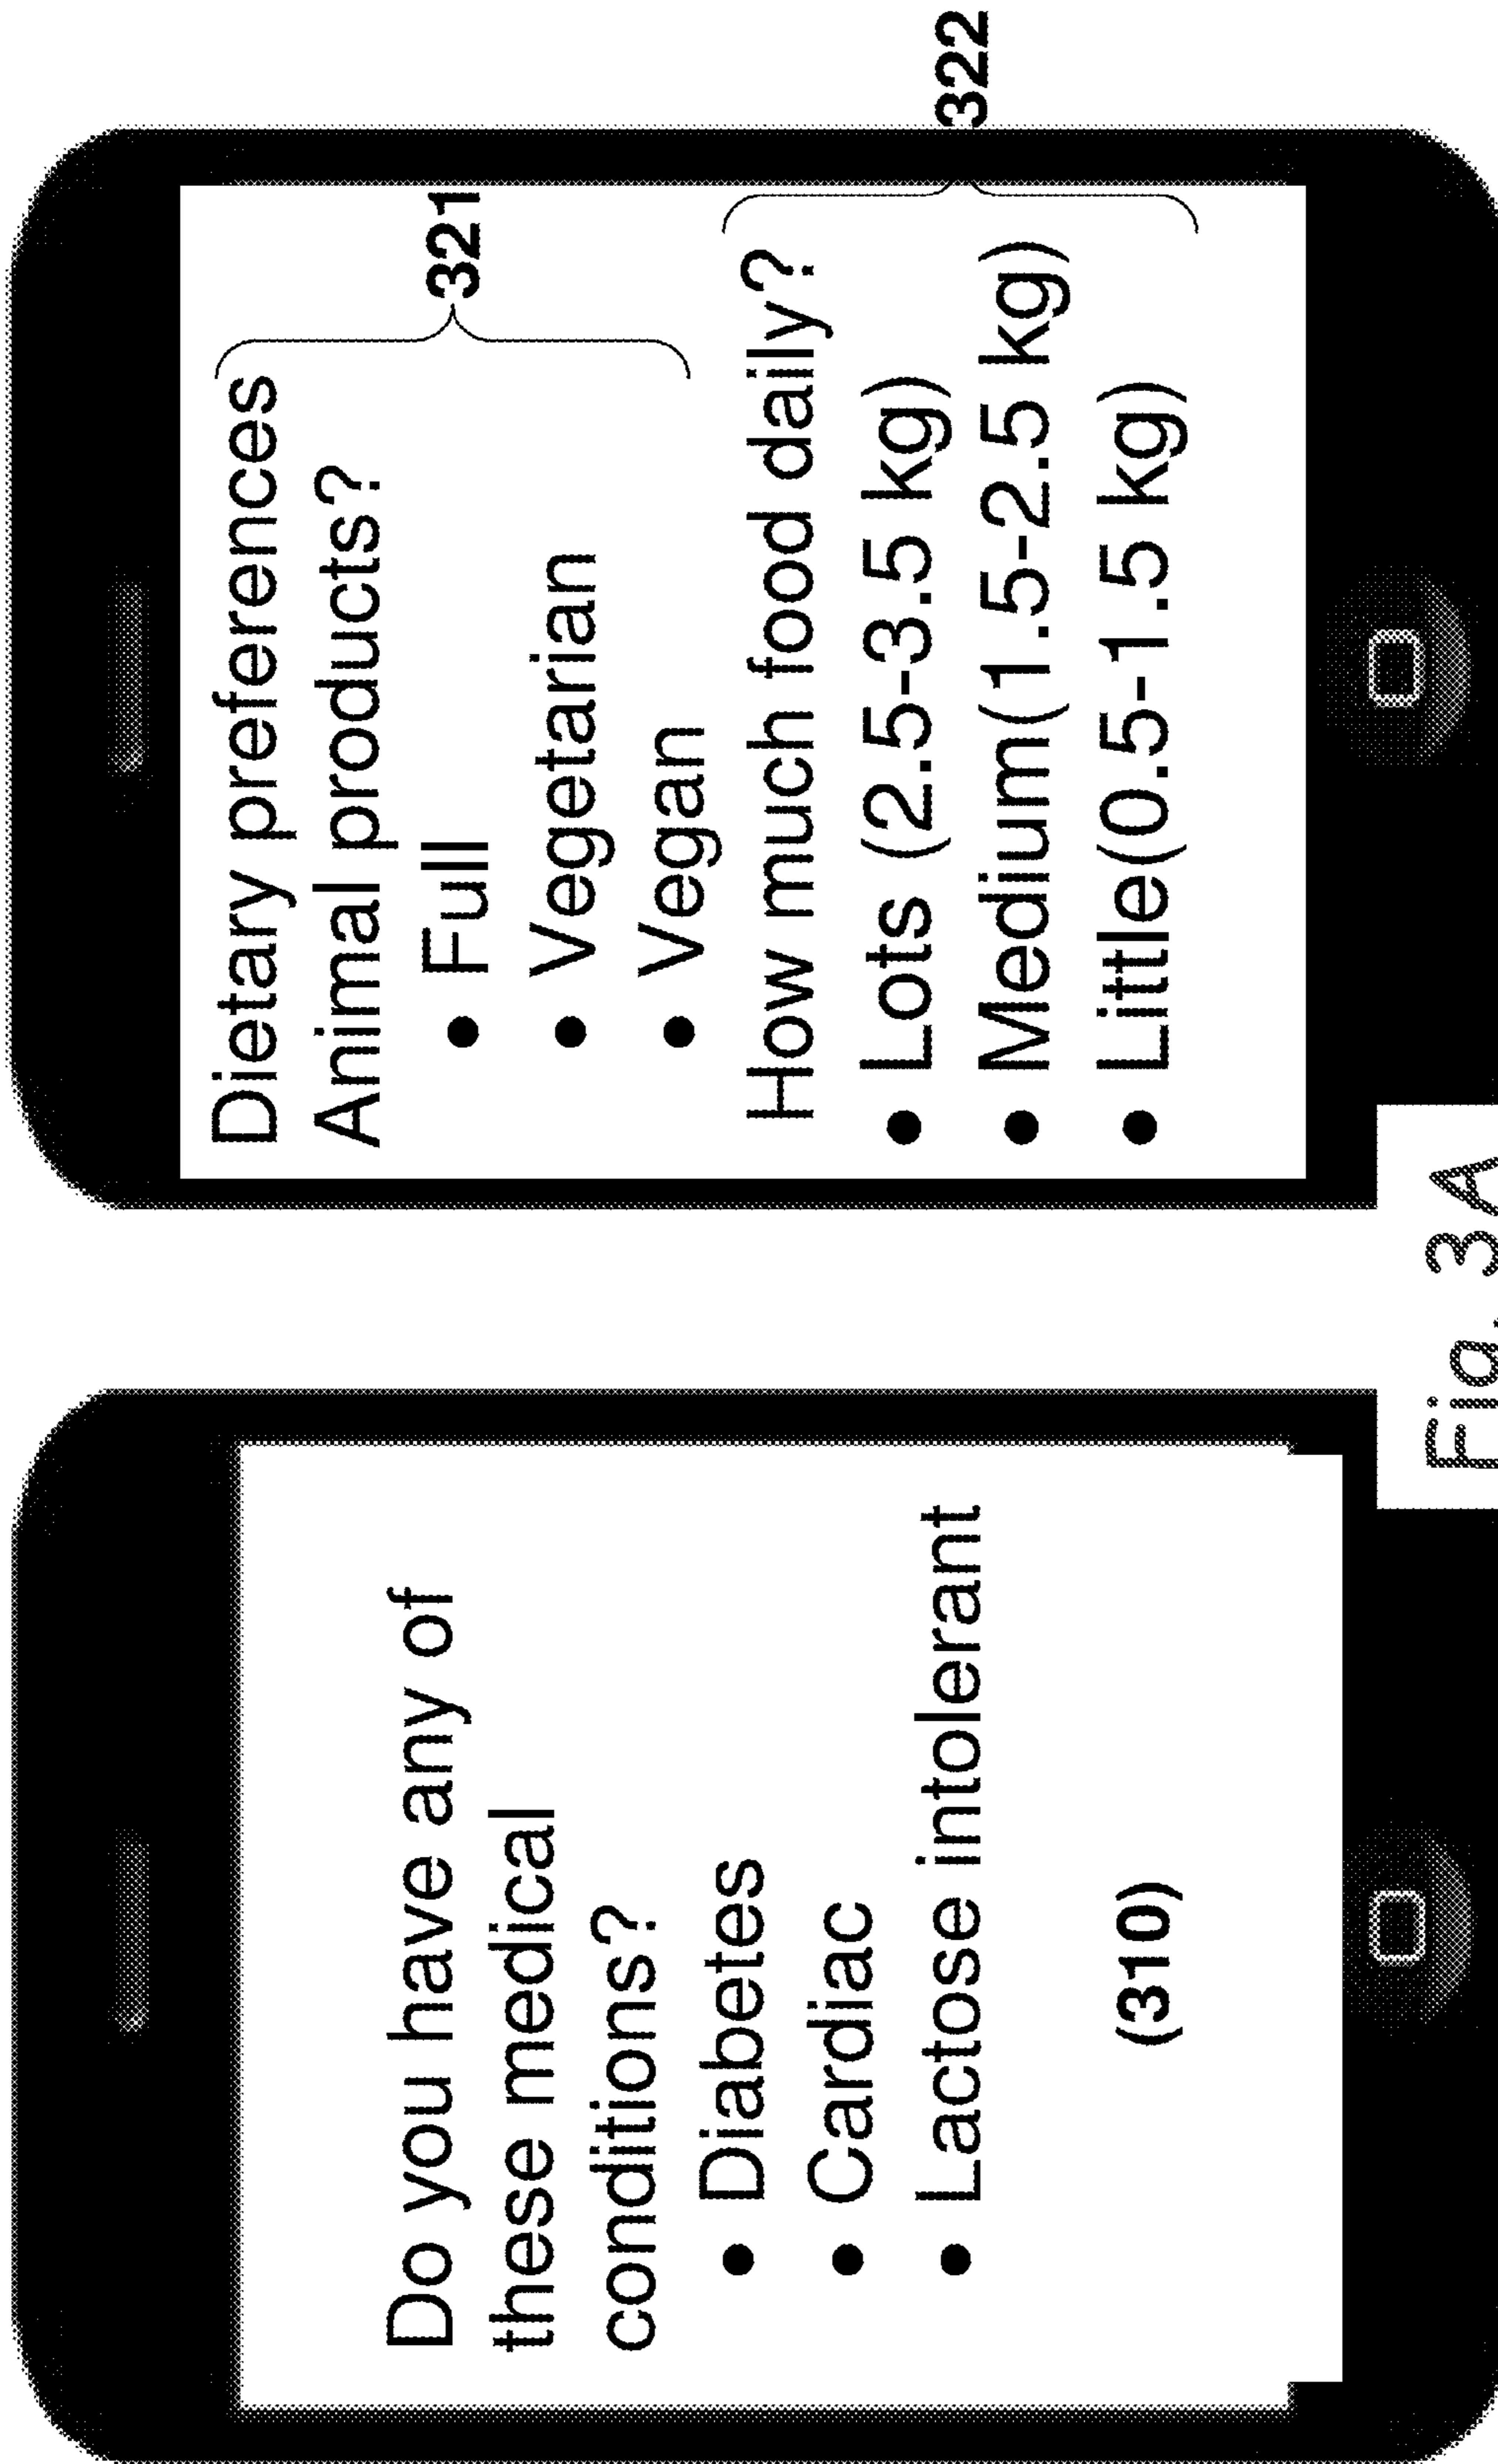 Do you have any of
these medical
conditions?
• Diabetes
• Cardiac
• Lactose intolerant
(310)
Dietary preferences
Animal products?
• Full
• Vegetarian
• Vegan
321
How much food daily?
• Lots (2.5-3.5 kg)
• Medium(1.5-2.5 kg)
• Little(0.5-1.5 kg)
322
Fig. 3A